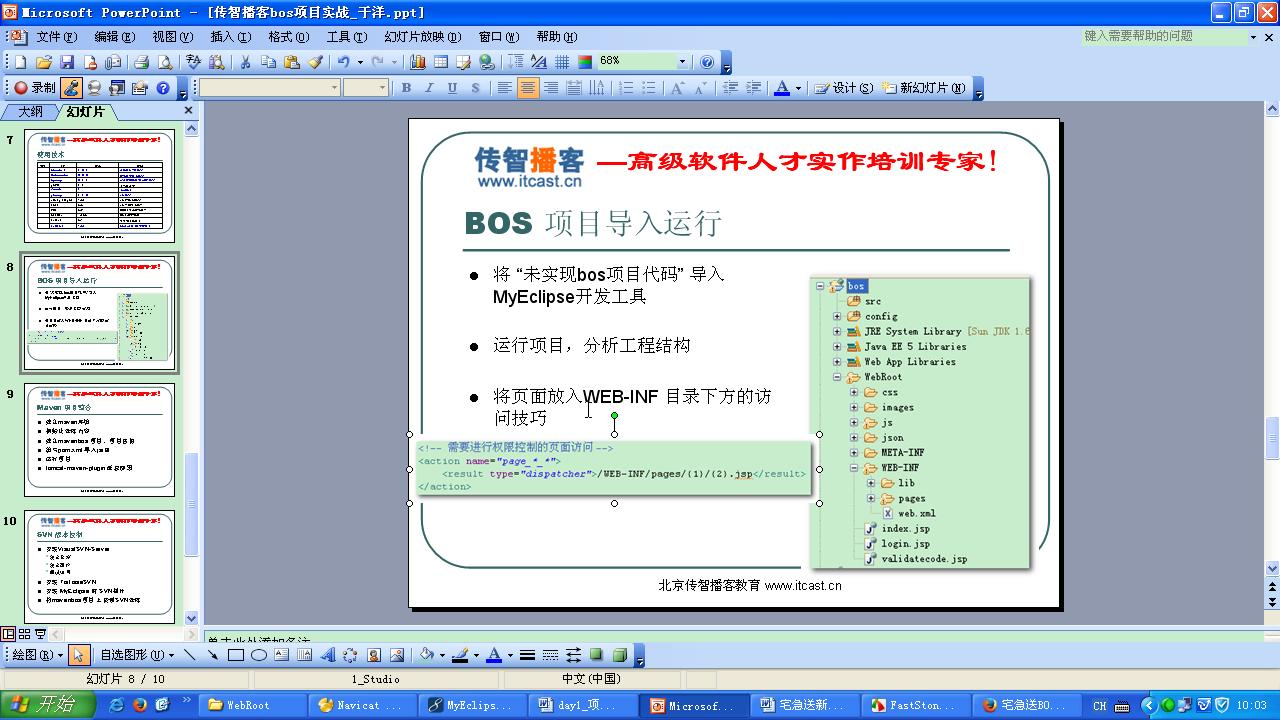 Microsoft PowerPoint - [传智播客bos项目实战_于洋.ppt]
文件(F) 编辑(E) 视图(V) 插入(I) 格式(O) 工具(T) 幻灯片放映(D) 窗口(W) 帮助(H) 键入需要帮助的问题
68%
录制 B I U S 设计(S) 新幻灯片(N)
大纲 幻灯片
7
使用技术
8
BOS 项目导入运行
9
10
传智播客 —高级软件人才实作培训专家!
www.itcast.cn
BOS 项目导入运行
将 “未实现bos项目代码” 导入
MyEclipse开发工具
运行项目，分析工程结构
将页面放入WEB-INF 目录下方的访
问技巧
<!-- 需要进行权限控制的页面访问 -->
<action name="page_*_*">
<result type="dispatcher">/WEB-INF/pages/{1}/{2}.jsp</result>
</action>
bos
src
config
JRE System Library [Sun JDK 1.6
Java EE 5 Libraries
Web App Libraries
WebRoot
css
images
js
json
META-INF
WEB-INF
lib
pages
web.xml
index.jsp
login.jsp
validatecode.jsp
北京传智播客教育 www.itcast.cn
单击此处添加备注
绘图(R) 自选图形(U)
幻灯片 8 / 10 1_Studio 中文(中国)
开始 WebRoot Navicat ... MyEclips... day1_项... Microsof... 宅急送新... FastSton... 宅急送BO... CH 10:03